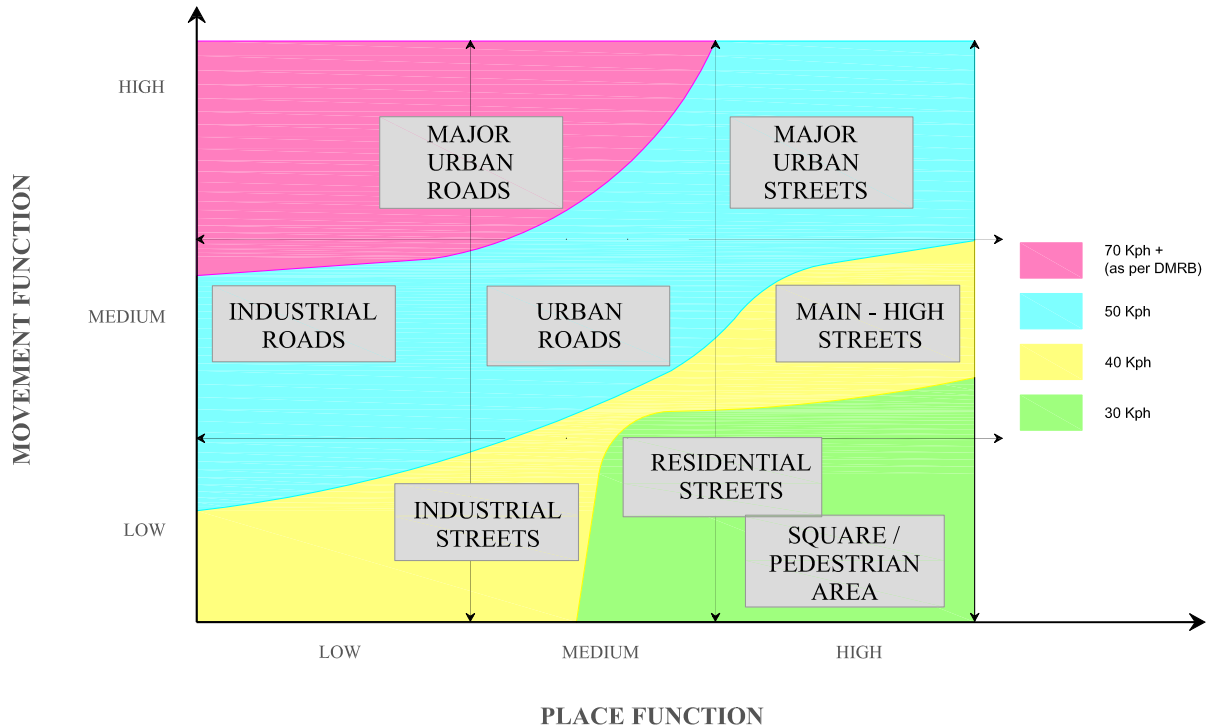 HIGH
MEDIUM
LOW
MOVEMENT FUNCTION
MAJOR
URBAN
ROADS
MAJOR
URBAN
STREETS
INDUSTRIAL
ROADS
URBAN
ROADS
MAIN - HIGH
STREETS
INDUSTRIAL
STREETS
RESIDENTIAL
STREETS
SQUARE /
PEDESTRIAN
AREA
70 Kph +
(as per DMRB)
50 Kph
40 Kph
30 Kph
LOW
MEDIUM
HIGH
PLACE FUNCTION